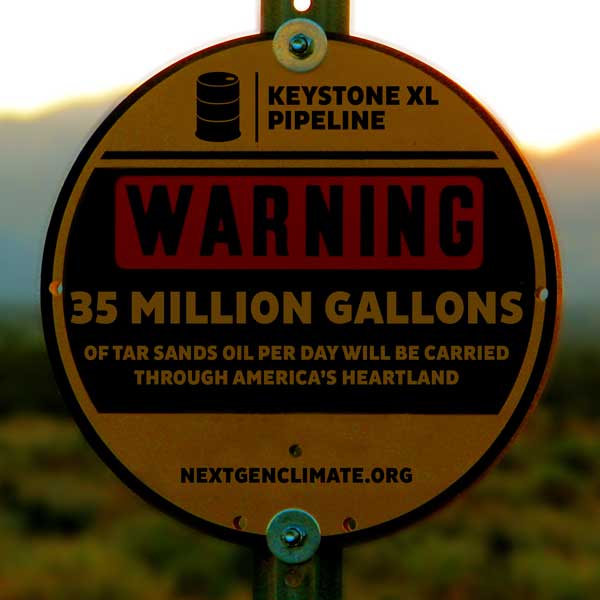 KEYSTONE XL
PIPELINE
WARNING
35 MILLION GALLONS
OF TAR SANDS OIL PER DAY WILL BE CARRIED
THROUGH AMERICA'S HEARTLAND
NEXTGENCLIMATE.ORG